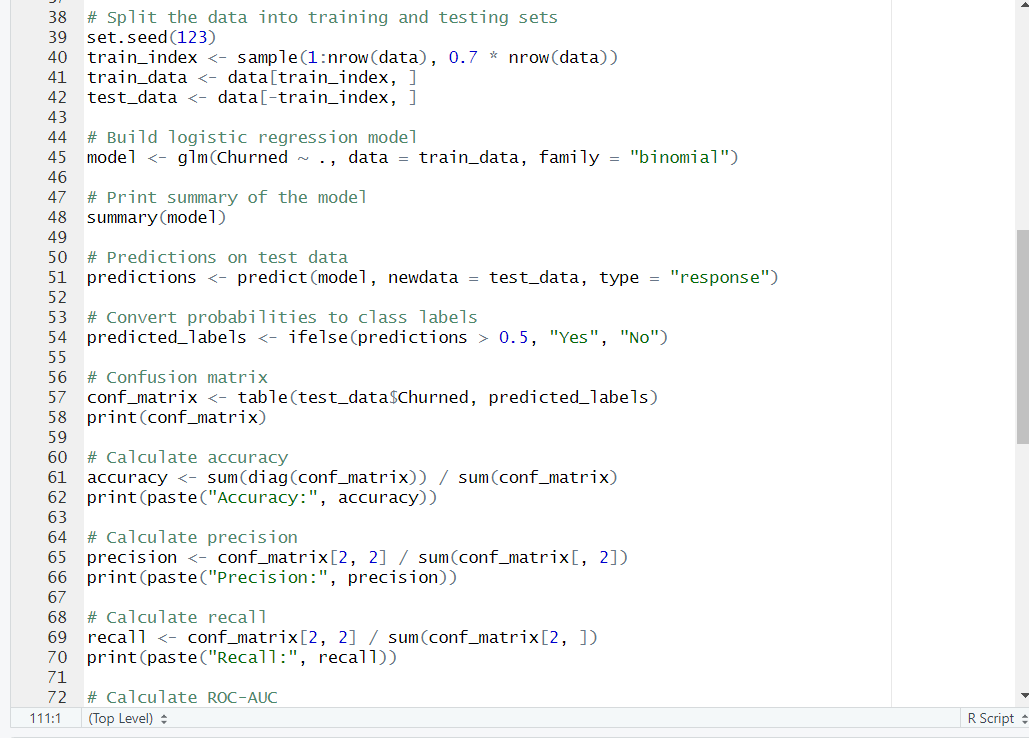 38 # Split the data into training and testing sets
39 set.seed(123)
40 train_index <- sample(1:nrow(data), 0.7 * nrow(data))
41 train_data <- data[train_index, ]
42 test_data <- data[-train_index, ]
43
44 # Build logistic regression model
45 model <- glm(Churned ~ ., data = train_data, family = "binomial")
46
47 # Print summary of the model
48 summary(model)
49
50 # Predictions on test data
51 predictions <- predict(model, newdata = test_data, type = "response")
52
53 # Convert probabilities to class labels
54 predicted_labels <- ifelse(predictions > 0.5, "Yes", "No")
55
56 # Confusion matrix
57 conf_matrix <- table(test_data$Churned, predicted_labels)
58 print(conf_matrix)
59
60 # Calculate accuracy
61 accuracy <- sum(diag(conf_matrix)) / sum(conf_matrix)
62 print(paste("Accuracy:", accuracy))
63
64 # Calculate precision
65 precision <- conf_matrix[2, 2] / sum(conf_matrix[, 2])
66 print(paste("Precision:", precision))
67
68 # Calculate recall
69 recall <- conf_matrix[2, 2] / sum(conf_matrix[2, ])
70 print(paste("Recall:", recall))
71
72 # Calculate ROC-AUC
111:1 (Top Level) R Script